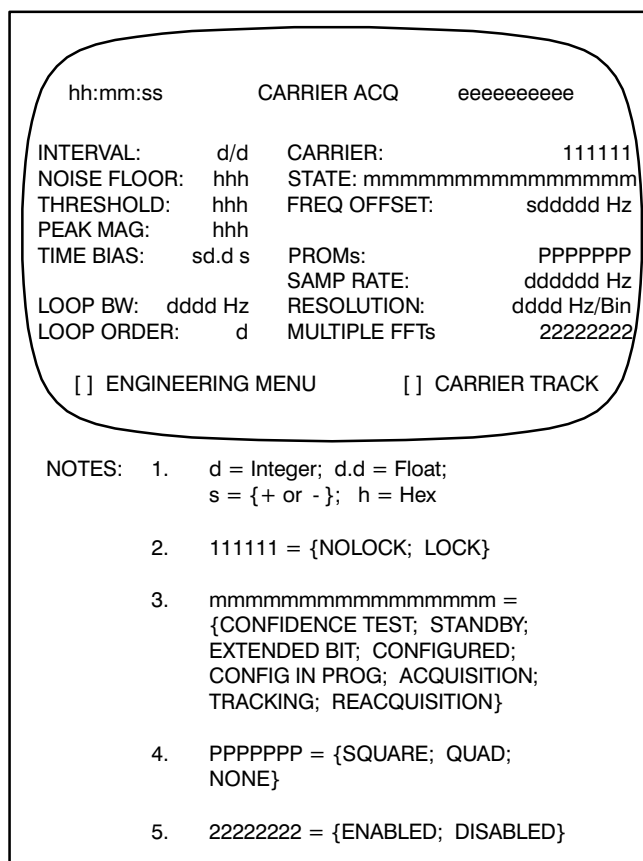 hh:mm:ss CARRIER ACQ eeeeeeeeee
INTERVAL: d/d CARRIER: 111111
NOISE FLOOR: hhh STATE: mmmmmmmmmmmmmmmm
THRESHOLD: hhh FREQ OFFSET: sddddd Hz
PEAK MAG: hhh
TIME BIAS: sd.d s PROMs: PPPPPPP
SAMP RATE: dddddd Hz
LOOP BW: dddd Hz RESOLUTION: dddd Hz/Bin
LOOP ORDER: d MULTIPLE FFTs 22222222
[ ] ENGINEERING MENU [ ] CARRIER TRACK
NOTES: 1. d = Integer; d.d = Float;
s = {+ or -}; h = Hex
2. 111111 = {NOLOCK; LOCK}
3. mmmmmmmmmmmmmmmm =
{CONFIDENCE TEST; STANDBY;
EXTENDED BIT; CONFIGURED;
CONFIG IN PROG; ACQUISITION;
TRACKING; REACQUISITION}
4. PPPPPPP = {SQUARE; QUAD;
NONE}
5. 22222222 = {ENABLED; DISABLED}